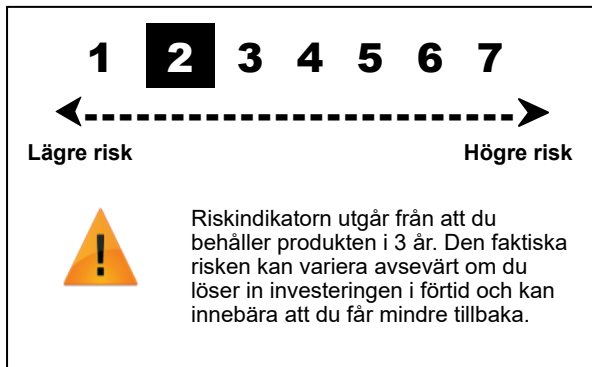 1 2 3 4 5 6 7
Lägre risk Högre risk
!
Riskindikatorn utgår från att du
behåller produkten i 3 år. Den faktiska
risken kan variera avsevärt om du
löser in investeringen i förtid och kan
innebära att du får mindre tillbaka.